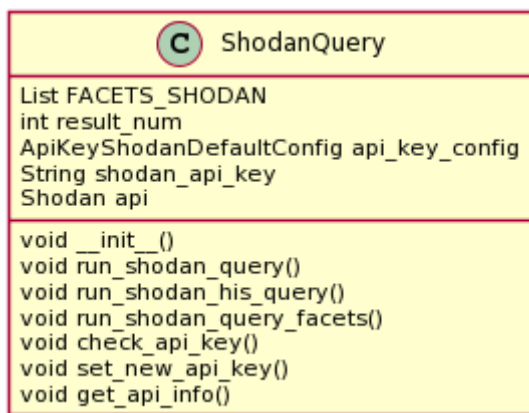 C ShodanQuery
List FACETS_SHODAN
int result_num
ApiKeyShodanDefaultConfig api_key_config
String shodan_api_key
Shodan api
void __init__()
void run_shodan_query()
void run_shodan_his_query()
void run_shodan_query_facets()
void check_api_key()
void set_new_api_key()
void get_api_info()